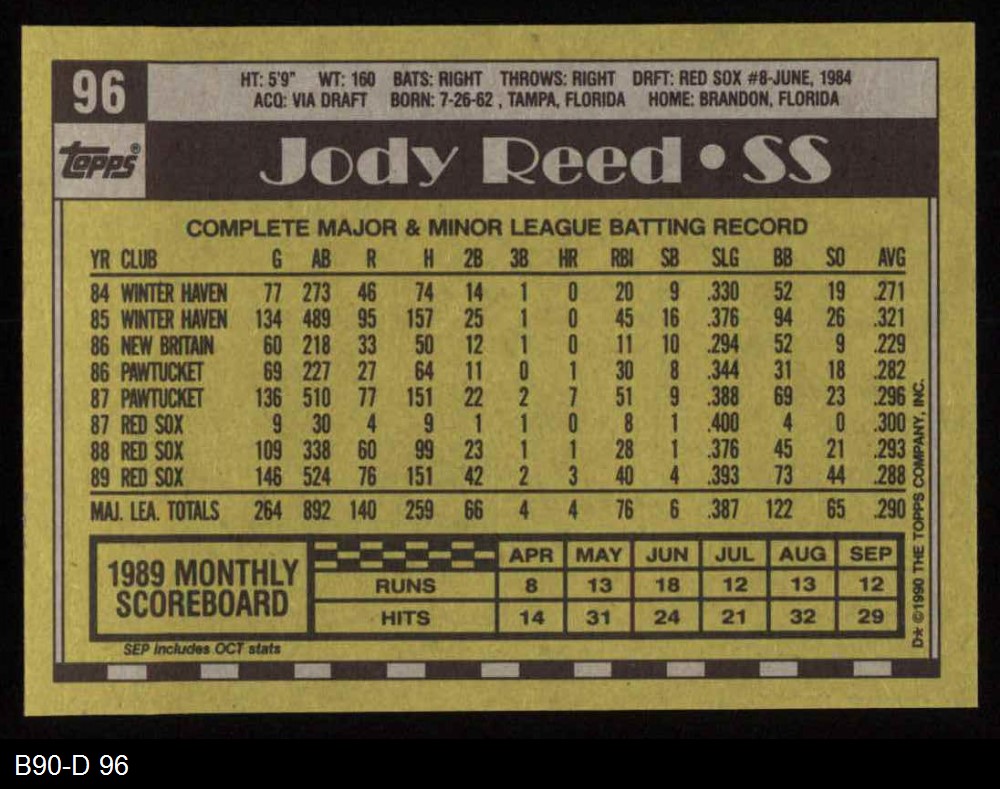 96
HT: 5'9" WT: 160 BATS: RIGHT THROWS: RIGHT DRFT: RED SOX #8-JUNE, 1984
ACQ: VIA DRAFT BORN: 7-26-62 , TAMPA, FLORIDA HOME: BRANDON, FLORIDA
Topps®
Jody Reed • SS
COMPLETE MAJOR & MINOR LEAGUE BATTING RECORD
YR CLUB G AB R H 2B 3B HR RBI SB SLG BB SO AVG
84 WINTER HAVEN 77 273 46 74 14 1 0 20 9 .330 52 19 .271
85 WINTER HAVEN 134 489 95 157 25 1 0 45 16 .376 94 26 .321
86 NEW BRITAIN 60 218 33 50 12 1 0 11 10 .294 52 9 .229
86 PAWTUCKET 69 227 27 64 11 0 1 30 8 .344 31 18 .282
87 PAWTUCKET 136 510 77 151 22 2 7 51 9 .388 69 23 .296
87 RED SOX 9 30 4 9 1 1 0 8 1 .400 4 0 .300
88 RED SOX 109 338 60 99 23 1 1 28 1 .376 45 21 .293
89 RED SOX 146 524 76 151 42 2 3 40 4 .393 73 44 .288
MAJ. LEA. TOTALS 264 892 140 259 66 4 4 76 6 .387 122 65 .290
1989 MONTHLY
SCOREBOARD
APR MAY JUN JUL AUG SEP
RUNS 8 13 18 12 13 12
HITS 14 31 24 21 32 29
SEP includes OCT stats
D* ©1990 THE TOPPS COMPANY, INC.
B90-D 96